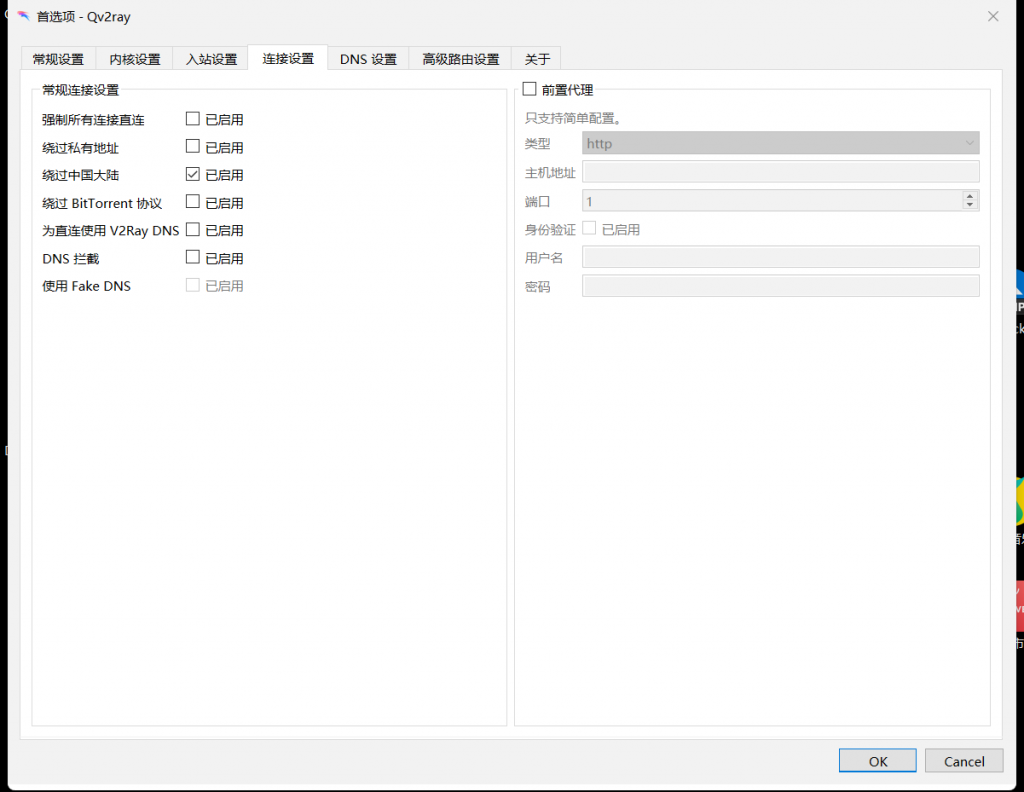 首选项 - Qv2ray
常规设置
内核设置
入站设置
连接设置
DNS 设置
高级路由设置
关于
常规连接设置
强制所有连接直连 已启用
绕过私有地址 已启用
绕过中国大陆 已启用
绕过 BitTorrent 协议 已启用
为直连使用 V2Ray DNS 已启用
DNS 拦截 已启用
使用 Fake DNS 已启用
前置代理
只支持简单配置。
类型 http
主机地址
端口 1
身份验证 已启用
用户名
密码
OK
Cancel